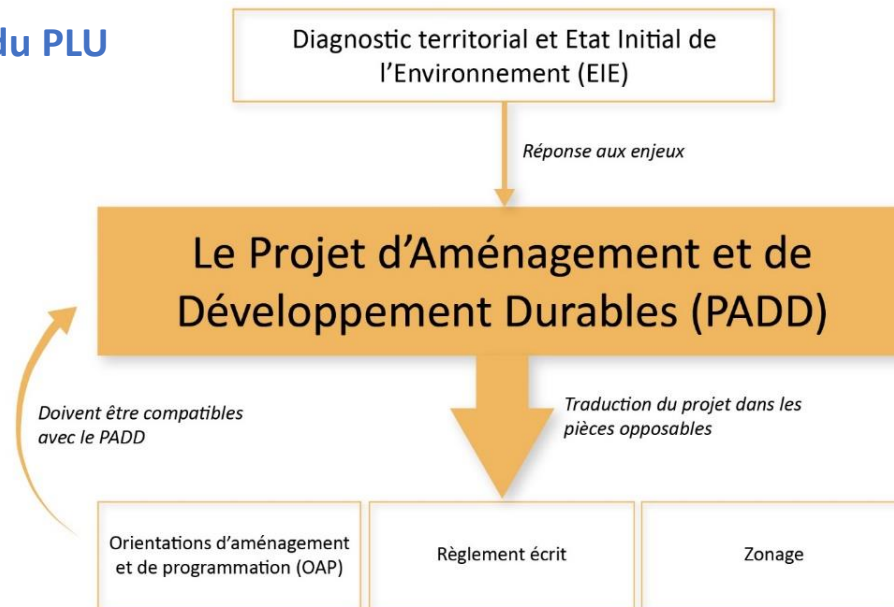 du PLU
Diagnostic territorial et Etat Initial de
l’Environnement (EIE)
Réponse aux enjeux
Le Projet d’Aménagement et de
Développement Durables (PADD)
Doivent être compatibles
avec le PADD
Traduction du projet dans les
pièces opposables
Orientations d’aménagement
et de programmation (OAP)
Règlement écrit
Zonage